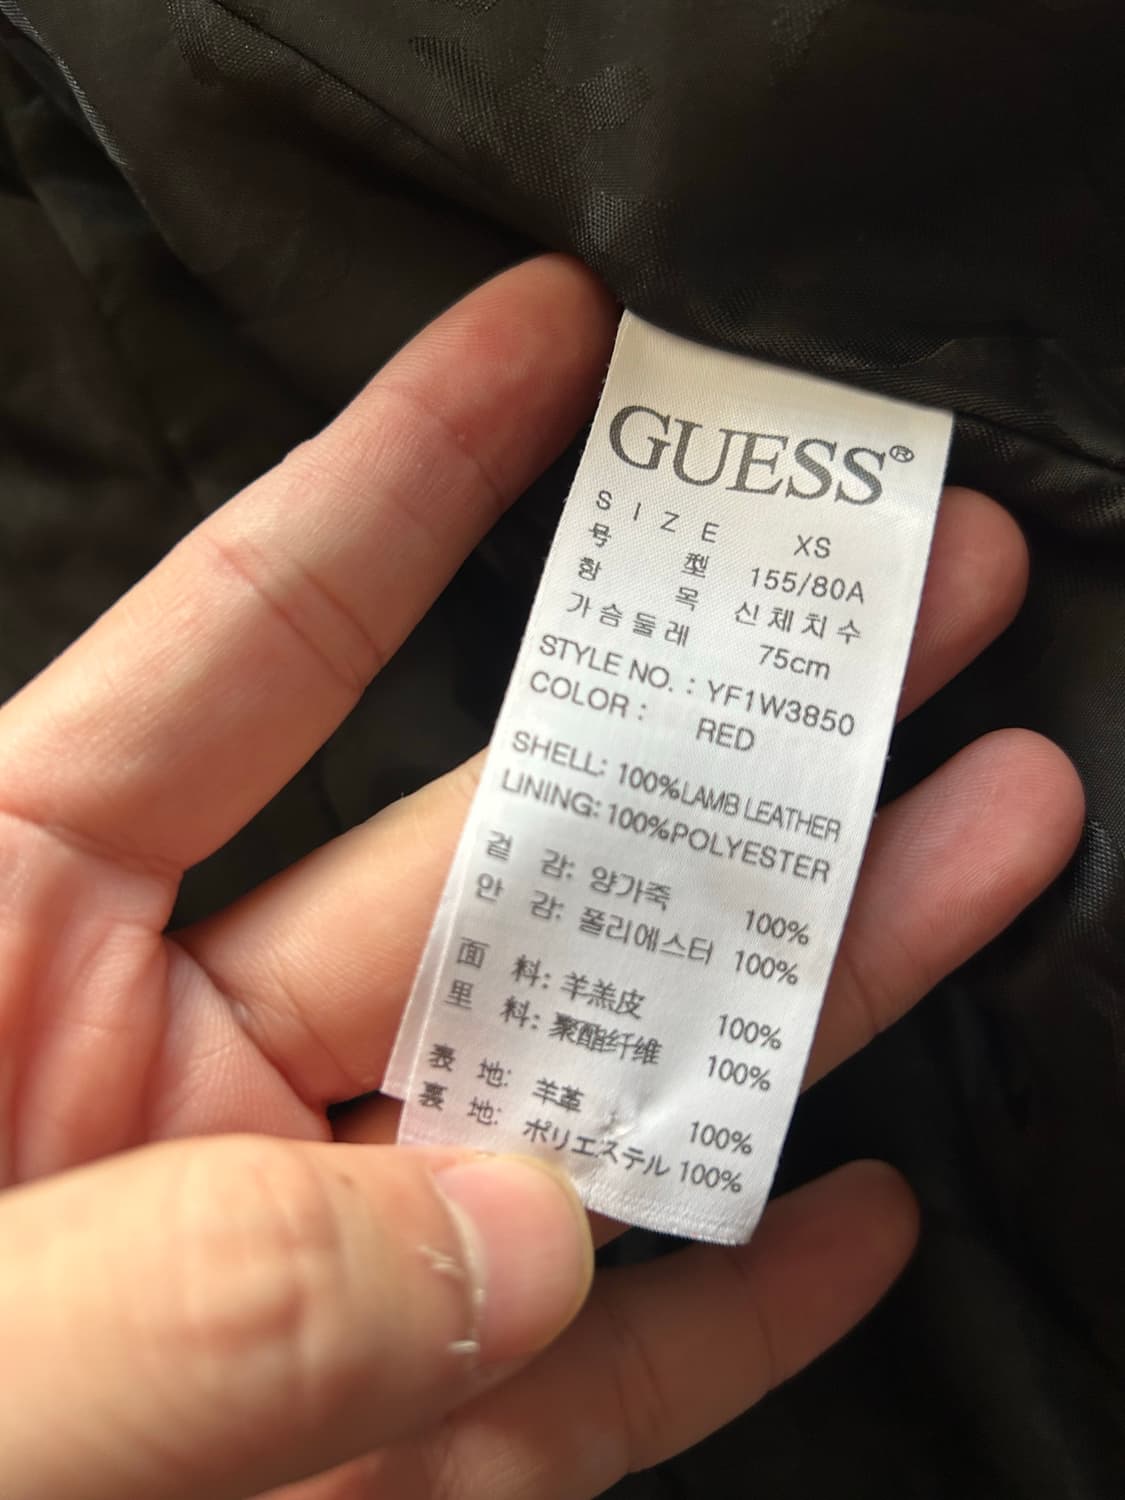 GUESS®
SIZE XS
号型 155/80A
항목 신체치수
가슴둘레 75cm
STYLE NO. : YF1W3850
COLOR : RED
SHELL: 100%LAMB LEATHER
LINING: 100%POLYESTER
겉감: 양가죽 100%
안감: 폴리에스터 100%
面料: 羊羔皮 100%
里料: 聚酯纤维 100%
表地: 羊革 100%
裏地: ポリエステル 100%